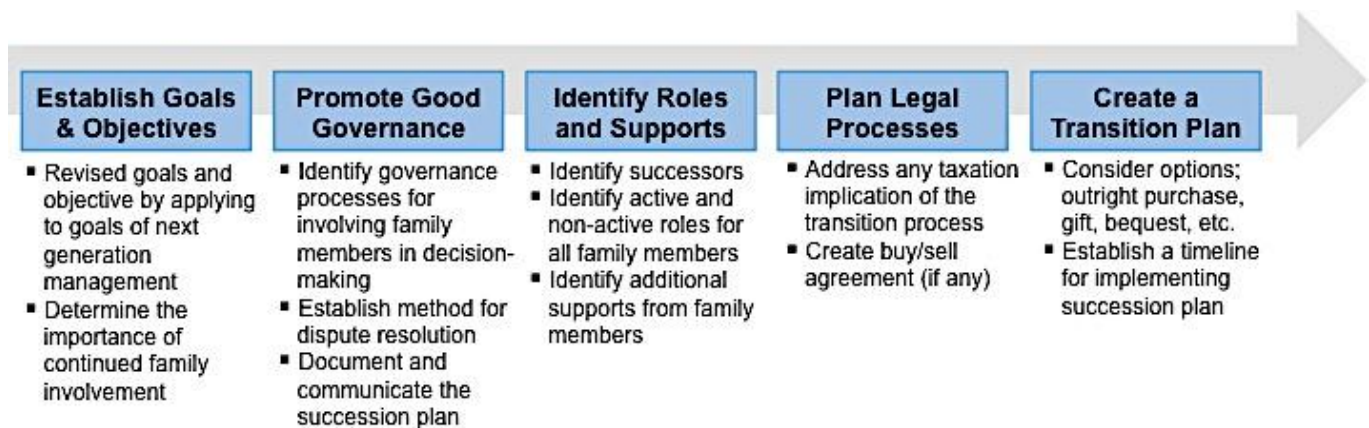 Establish Goals
& Objectives
▪ Revised goals and
objective by applying
to goals of next
generation
management
▪ Determine the
importance of
continued family
involvement
Promote Good
Governance
▪ Identify governance
processes for
involving family
members in decision-
making
▪ Establish method for
dispute resolution
▪ Document and
communicate the
succession plan
Identify Roles
and Supports
▪ Identify successors
▪ Identify active and
non-active roles for
all family members
▪ Identify additional
supports from family
members
Plan Legal
Processes
▪ Address any taxation
implication of the
transition process
▪ Create buy/sell
agreement (if any)
Create a
Transition Plan
▪ Consider options;
outright purchase,
gift, bequest, etc.
▪ Establish a timeline
for implementing
succession plan